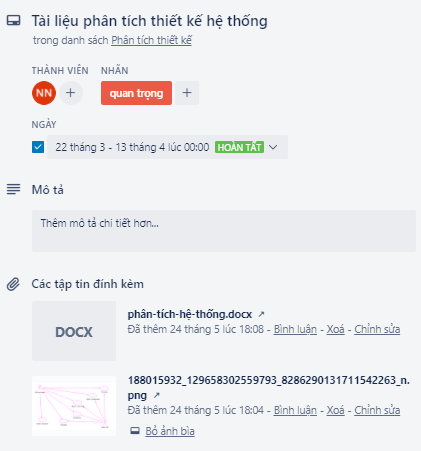 Tài liệu phân tích thiết kế hệ thống
trong danh sách Phân tích thiết kế
THÀNH VIÊN NHÃN
NN + quan trọng +
NGÀY
22 tháng 3 - 13 tháng 4 lúc 00:00 HOÀN TẤT
Mô tả
Thêm mô tả chi tiết hơn...
Các tập tin đính kèm
DOCX
phân-tích-hệ-thống.docx ↗
Đã thêm 24 tháng 5 lúc 18:08 - Bình luận - Xoá - Chỉnh sửa
188015932_129658302559793_8286290131711542263_n.
png ↗
Đã thêm 24 tháng 5 lúc 18:04 - Bình luận - Xoá - Chỉnh sửa
Bỏ ảnh bìa